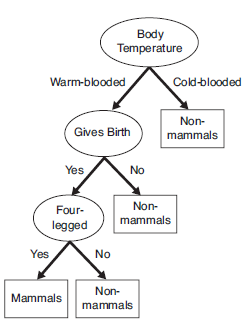 Body
Temperature
Warm-blooded
Cold-blooded
Gives Birth
Non-
mammals
Yes
No
Four-
legged
Non-
mammals
Yes
No
Mammals
Non-
mammals